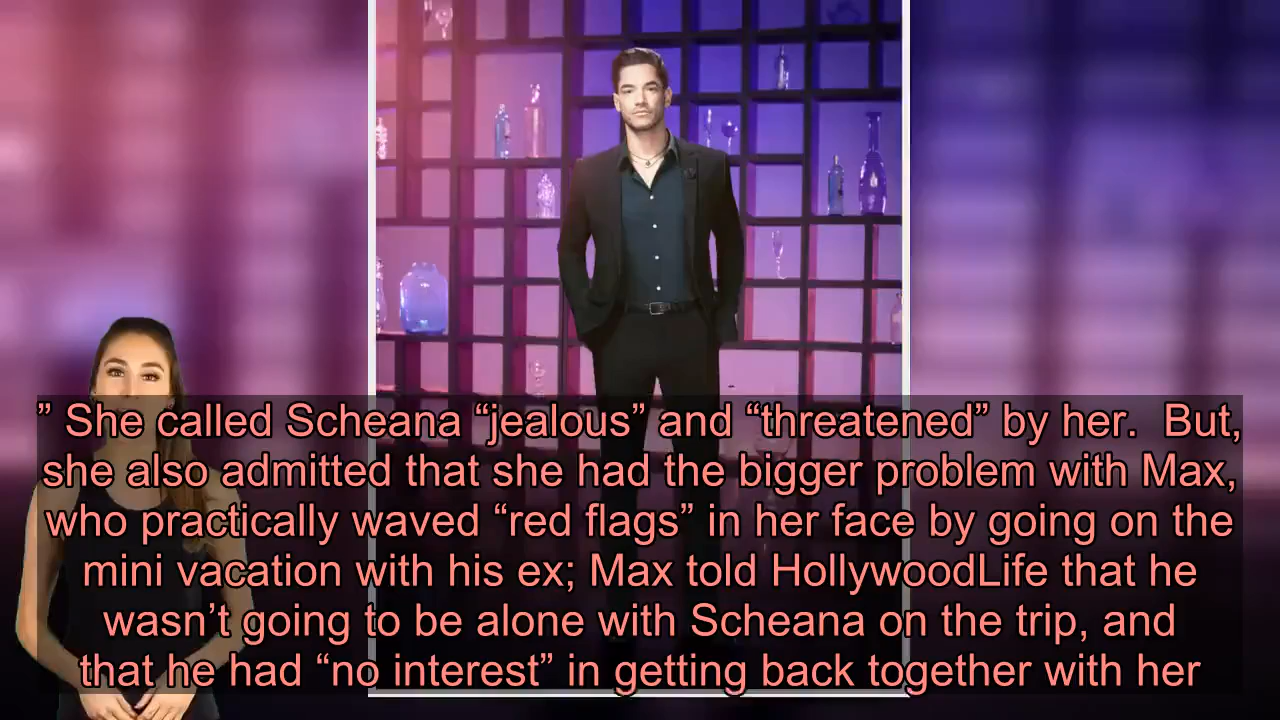 ” She called Scheana “jealous” and “threatened” by her.  But,
she also admitted that she had the bigger problem with Max,
who practically waved “red flags” in her face by going on the
mini vacation with his ex; Max told HollywoodLife that he
wasn’t going to be alone with Scheana on the trip, and
that he had “no interest” in getting back together with her